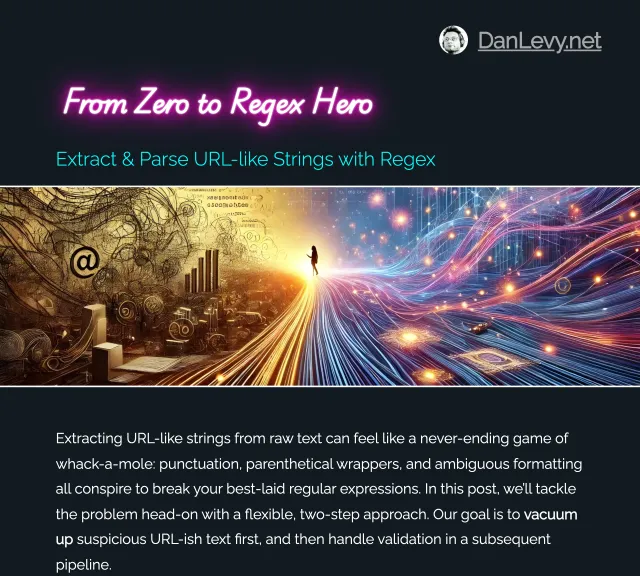 DanLevy.net
From Zero to Regex Hero
Extract & Parse URL-like Strings with Regex
@
Extracting URL-like strings from raw text can feel like a never-ending game of
whack-a-mole: punctuation, parenthetical wrappers, and ambiguous formatting
all conspire to break your best-laid regular expressions. In this post, we’ll tackle
the problem head-on with a flexible, two-step approach. Our goal is to vacuum
up suspicious URL-ish text first, and then handle validation in a subsequent
pipeline.